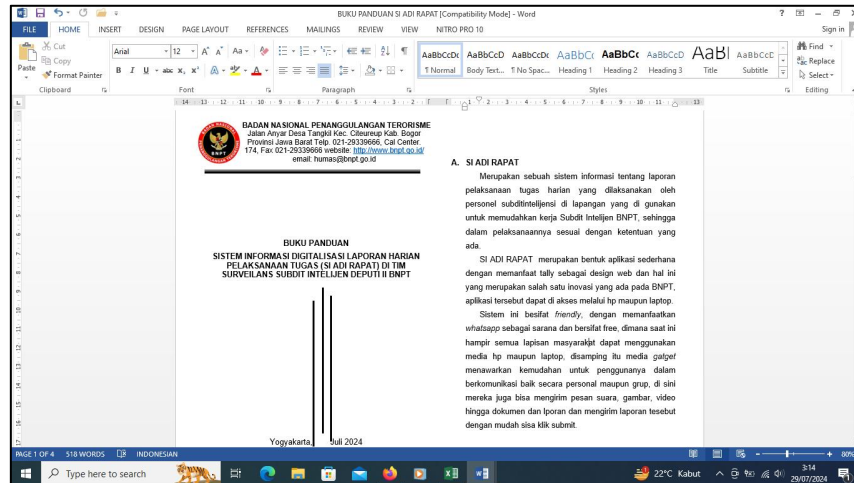 BUKU PANDUAN SI ADI RAPAT [Compatibility Mode] - Word
FILE HOME INSERT DESIGN PAGE LAYOUT REFERENCES MAILINGS REVIEW VIEW NITRO PRO 10 Sign in
Cut
Copy
Paste
Format Painter
Clipboard
Arial 12
Font
Paragraph
AaBbCcDc AaBbCcD AaBbCcDc AaBbCc AaBbCc AaBbCcD AaBl AaBbCcC
¶ Normal Body Text... ¶ No Spac... Heading 1 Heading 2 Heading 3 Title Subtitle
Styles
Find
Replace
Select
Editing
BNPT
BADAN NASIONAL PENANGGULANGAN TERORISME
Jalan Anyar Desa Tangkil Kec. Citeureup Kab. Bogor
Provinsi Jawa Barat Telp. 021-29339666, Cal Center.
174, Fax 021-29339666 website: http://www.bnpt.go.id/
email: humas@bnpt.go.id
BUKU PANDUAN
SISTEM INFORMASI DIGITALISASI LAPORAN HARIAN
PELAKSANAAN TUGAS (SI ADI RAPAT) DI TIM
SURVEILANS SUBDIT INTELIJEN DEPUTI II BNPT
Yogyakarta, Juli 2024
A. SI ADI RAPAT
Merupakan sebuah sistem informasi tentang laporan
pelaksanaan tugas harian yang dilaksanakan oleh
personel subditintelijensi di lapangan yang di gunakan
untuk memudahkan kerja Subdit Intelijen BNPT, sehingga
dalam pelaksanaannya sesuai dengan ketentuan yang
ada.
SI ADI RAPAT merupakan bentuk aplikasi sederhana
dengan memanfaat tally sebagai design web dan hal ini
yang merupakan salah satu inovasi yang ada pada BNPT,
aplikasi tersebut dapat di akses melalui hp maupun laptop.
Sistem ini besifat friendly, dengan memanfaatkan
whatsapp sebagai sarana dan bersifat free, dimana saat ini
hampir semua lapisan masyarakat dapat menggunakan
media hp maupun laptop, disamping itu media gatget
menawarkan kemudahan untuk penggunanya dalam
berkomunikasi baik secara personal maupun grup, di sini
mereka juga bisa mengirim pesan suara, gambar, video
hingga dokumen dan lporan dan mengirim laporan tesebut
dengan mudah sisa klik submit.
PAGE 1 OF 4 518 WORDS INDONESIAN 80%
Type here to search
22°C Kabut
3:14
29/07/2024